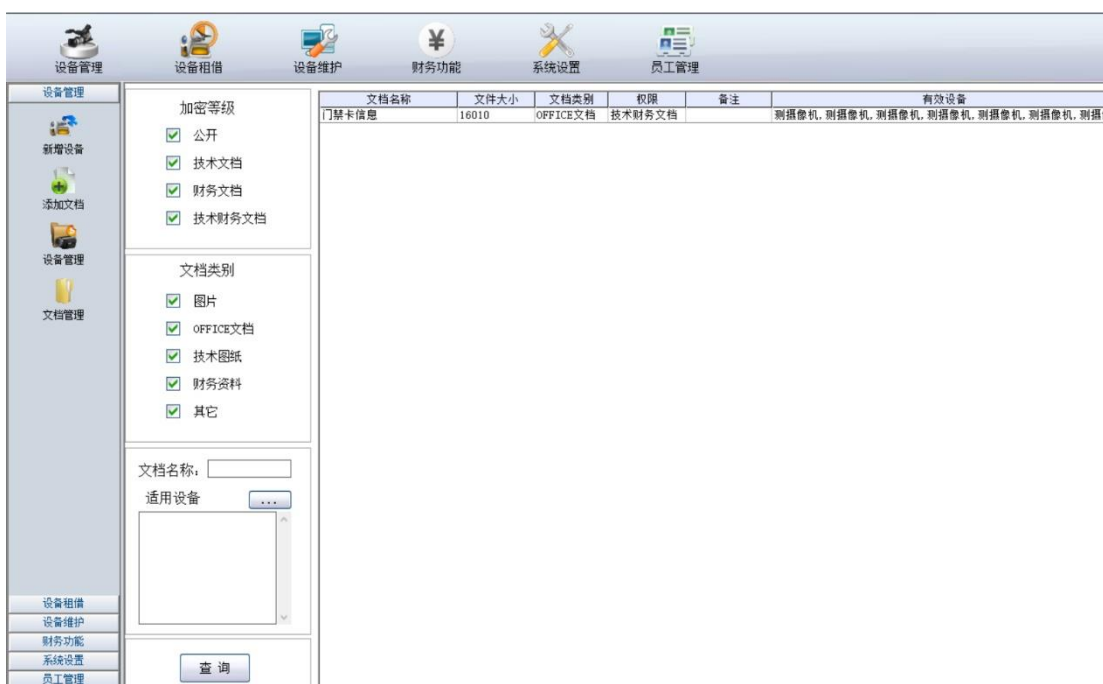 设备管理 设备租借 设备维护 财务功能 系统设置 员工管理
设备管理
新增设备
添加文档
设备管理
文档管理
设备租借
设备维护
财务功能
系统设置
员工管理
加密等级
公开
技术文档
财务文档
技术财务文档
文档类别
图片
OFFICE文档
技术图纸
财务资料
其它
文档名称:
适用设备 ...
查 询
文档名称 文件大小 文档类别 权限 备注 有效设备
门禁卡信息 16010 OFFICE文档 技术财务文档 则摄像机,则摄像机,则摄像机,则摄像机,则摄像机,则摄像机,则摄